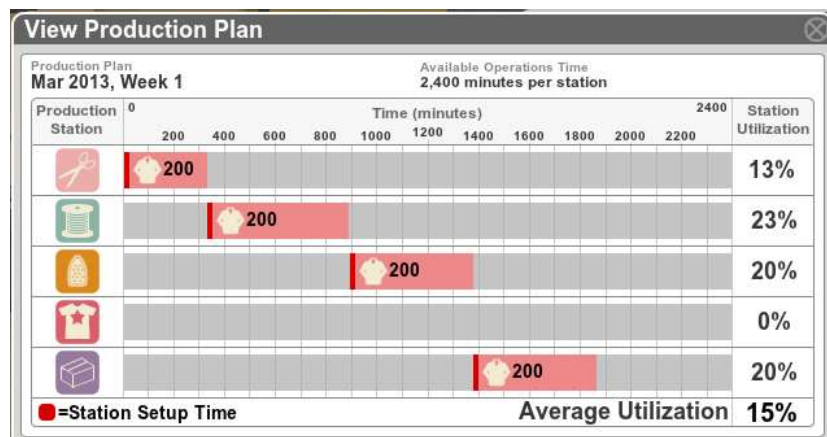 View Production Plan
Production Plan
Mar 2013, Week 1
Available Operations Time
2,400 minutes per station
Production Station
0
Time (minutes)
2400
200 400 600 800 1000 1200 1400 1600 1800 2000 2200
Station Utilization
200
13%
200
23%
200
20%
0%
200
20%
=Station Setup Time
Average Utilization
15%